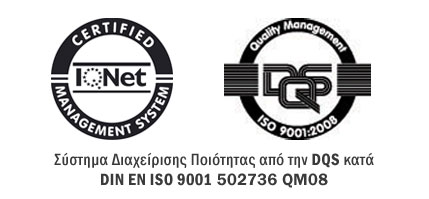 CERTIFIED
IQNet
MANAGEMENT SYSTEM
Quality Management
DQS
ISO 9001:2008
Σύστημα Διαχείρισης Ποιότητας από την DQS κατά
DIN EN ISO 9001 502736 QM08